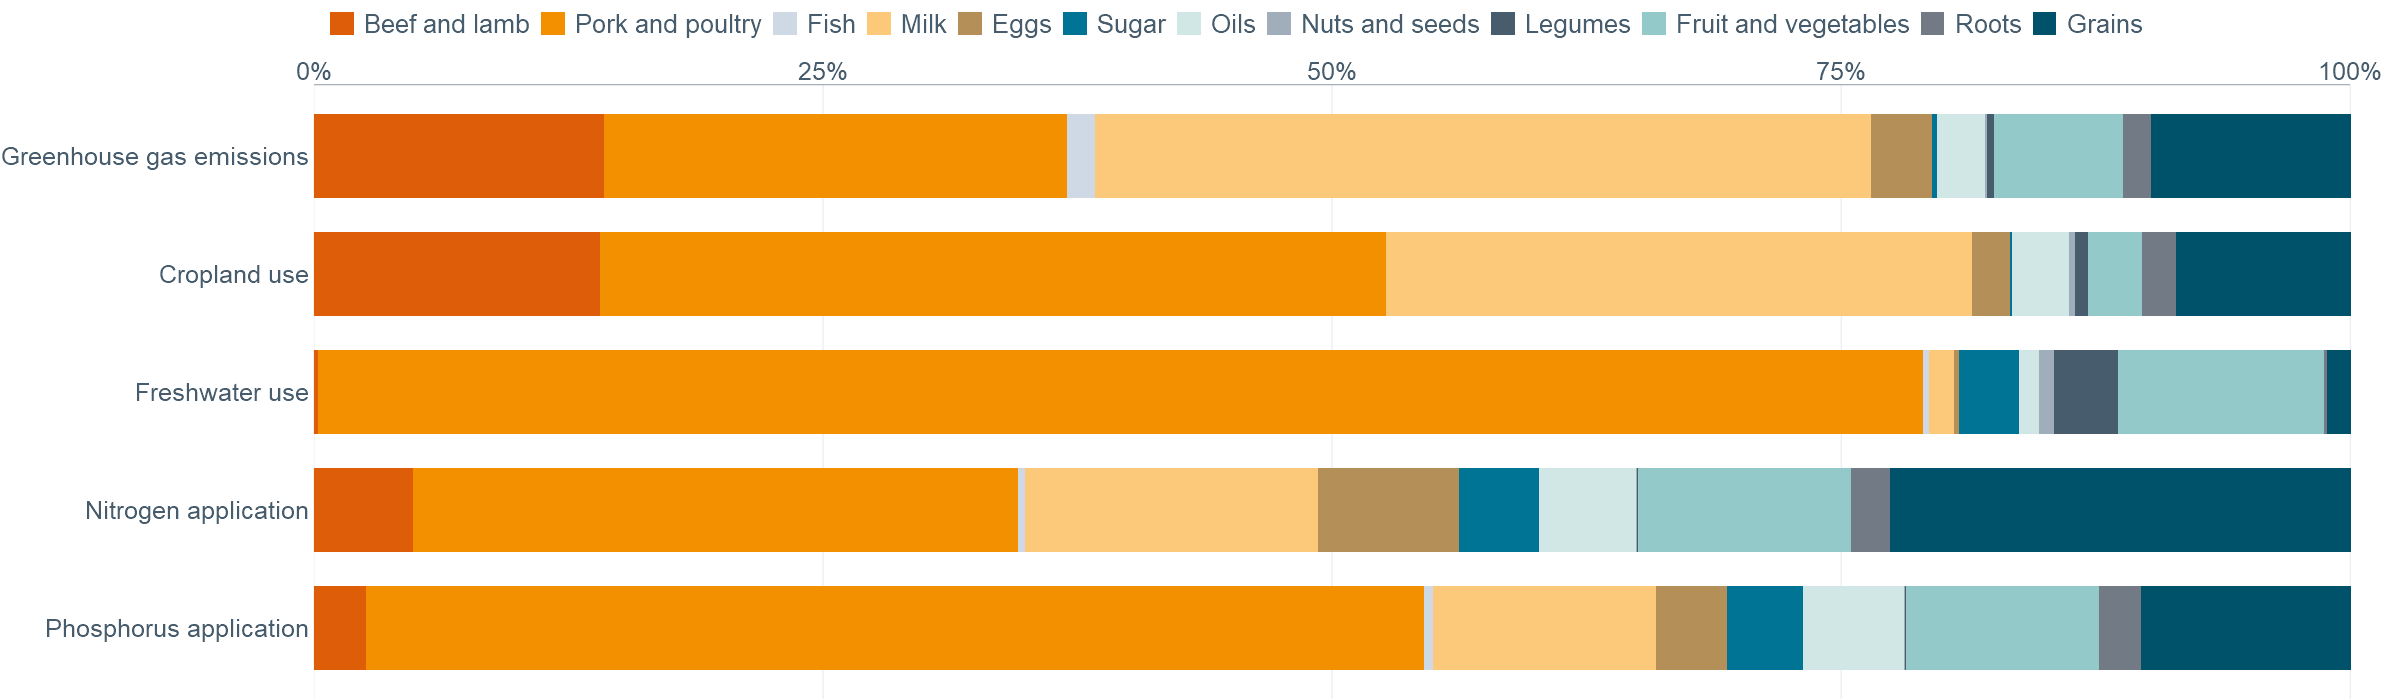 Beef and lamb Pork and poultry Fish Milk Eggs Sugar Oils Nuts and seeds Legumes Fruit and vegetables Roots Grains
0% 25% 50% 75% 100%
Greenhouse gas emissions
Cropland use
Freshwater use
Nitrogen application
Phosphorus application